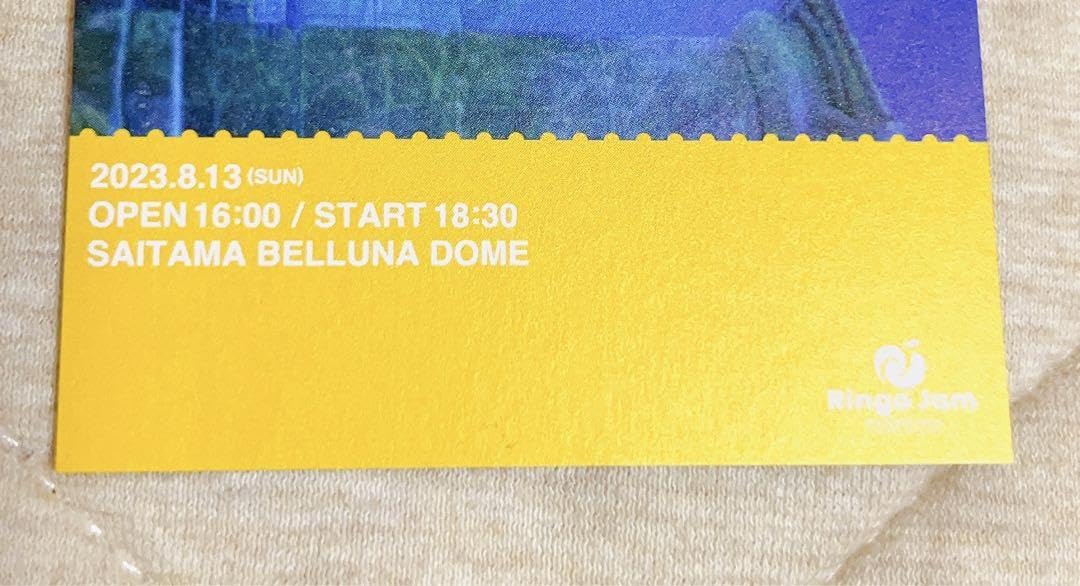 2023.8.13 (SUN)
OPEN 16:00 / START 18:30
SAITAMA BELLUNA DOME
Ringo Jam